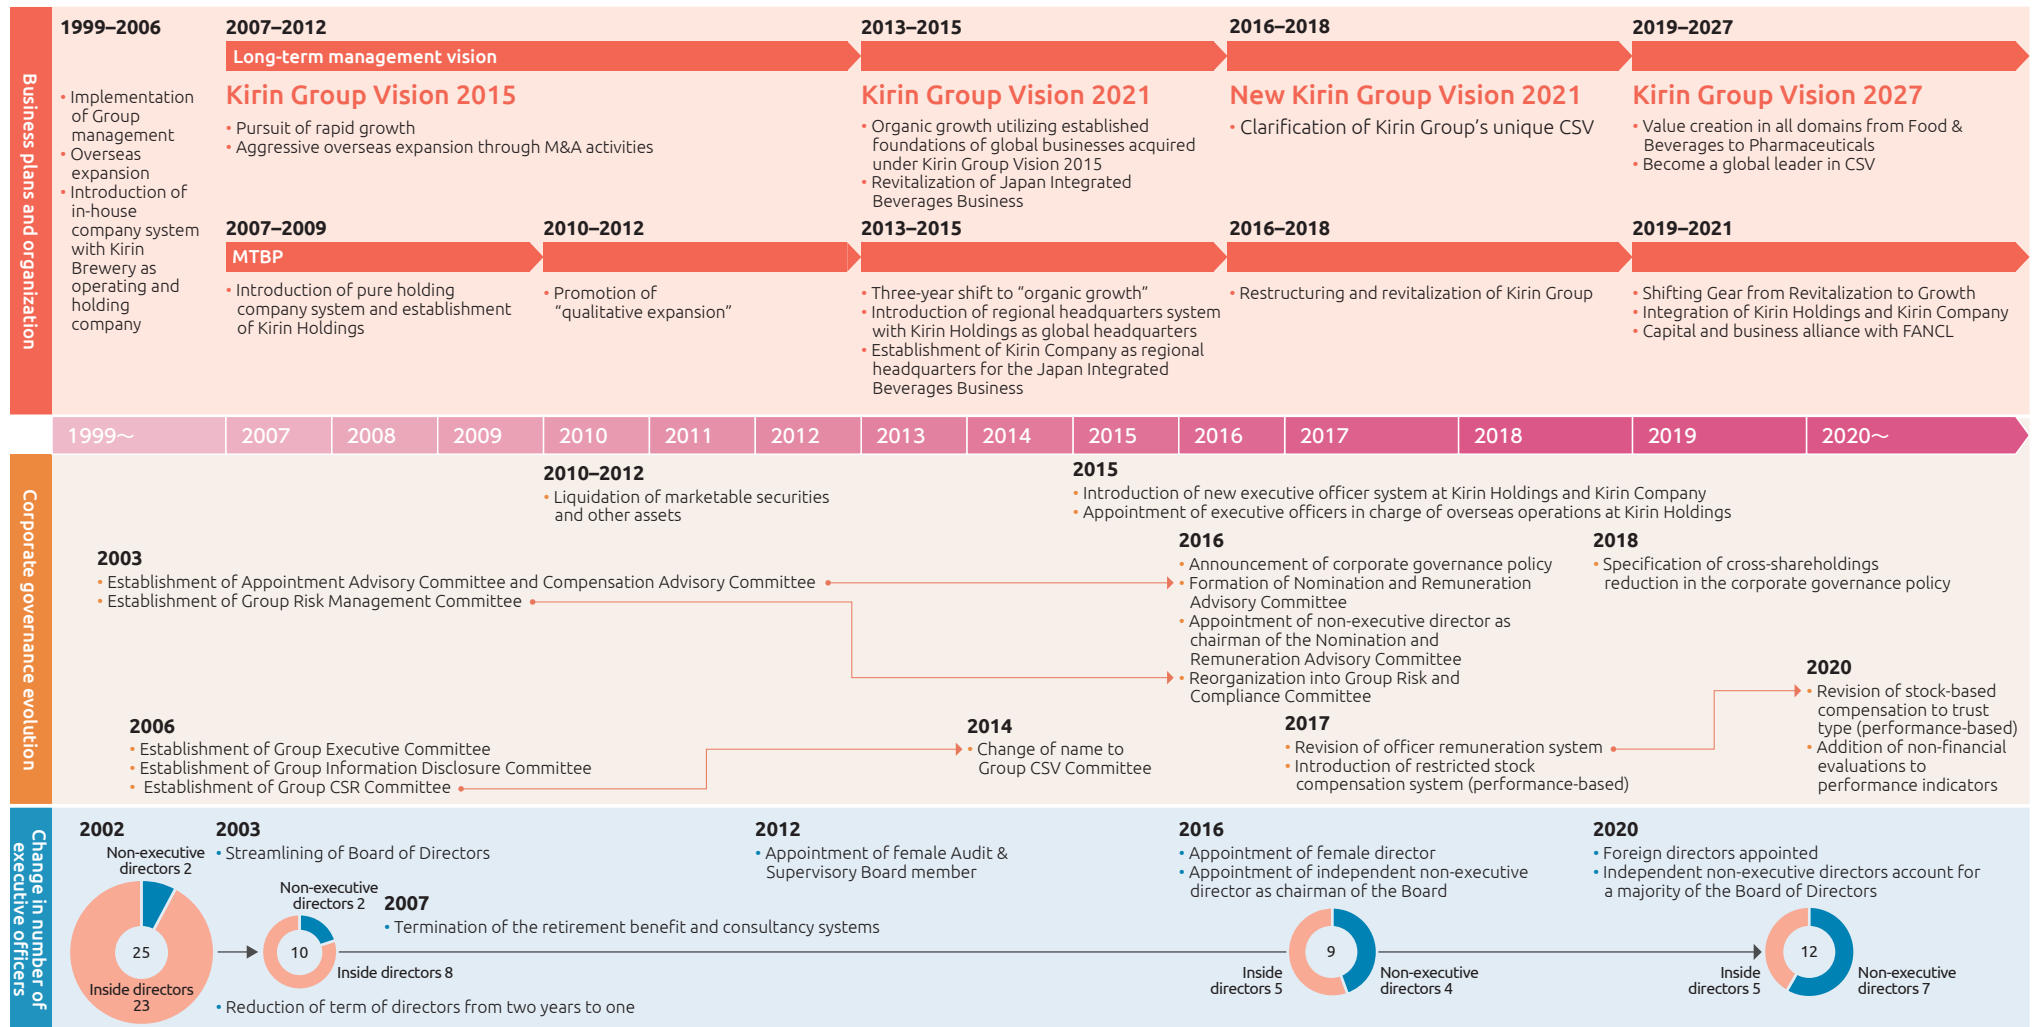 Business plans and organization
1999–2006
• Implementation
of Group
management
• Overseas
expansion
• Introduction of
in-house
company system
with Kirin
Brewery as
operating and
holding
company
2007–2012
Long-term management vision
Kirin Group Vision 2015
• Pursuit of rapid growth
• Aggressive overseas expansion through M&A activities
2013–2015
Kirin Group Vision 2021
• Organic growth utilizing established
foundations of global businesses acquired
under Kirin Group Vision 2015
• Revitalization of Japan Integrated
Beverages Business
2016–2018
New Kirin Group Vision 2021
• Clarification of Kirin Group's unique CSV
2019–2027
Kirin Group Vision 2027
• Value creation in all domains from Food &
Beverages to Pharmaceuticals
• Become a global leader in CSV
2007–2009
MTBP
• Introduction of pure holding
company system and establishment
of Kirin Holdings
2010–2012
• Promotion of
“qualitative expansion”
2013–2015
• Three-year shift to “organic growth”
• Introduction of regional headquarters system
with Kirin Holdings as global headquarters
• Establishment of Kirin Company as regional
headquarters for the Japan Integrated
Beverages Business
2016–2018
• Restructuring and revitalization of Kirin Group
2019–2021
• Shifting Gear from Revitalization to Growth
• Integration of Kirin Holdings and Kirin Company
• Capital and business alliance with FANCL
1999～
2007
2008
2009
2010
2011
2012
2013
2014
2015
2016
2017
2018
2019
2020～
Corporate governance evolution
2010–2012
• Liquidation of marketable securities
and other assets
2015
• Introduction of new executive officer system at Kirin Holdings and Kirin Company
• Appointment of executive officers in charge of overseas operations at Kirin Holdings
2003
• Establishment of Appointment Advisory Committee and Compensation Advisory Committee
• Establishment of Group Risk Management Committee
2016
• Announcement of corporate governance policy
• Formation of Nomination and Remuneration
Advisory Committee
• Appointment of non-executive director as
chairman of the Nomination and
Remuneration Advisory Committee
• Reorganization into Group Risk and
Compliance Committee
2018
• Specification of cross-shareholdings
reduction in the corporate governance policy
2006
• Establishment of Group Executive Committee
• Establishment of Group Information Disclosure Committee
• Establishment of Group CSR Committee
2014
• Change of name to
Group CSV Committee
2017
• Revision of officer remuneration system
• Introduction of restricted stock
compensation system (performance-based)
2020
• Revision of stock-based
compensation to trust
type (performance-based)
• Addition of non-financial
evaluations to
performance indicators
Change in number of
executive officers
2002
Non-executive
directors 2
25
Inside directors
23
2003
• Streamlining of Board of Directors
Non-executive
directors 2
10
Inside directors 8
• Reduction of term of directors from two years to one
2007
• Termination of the retirement benefit and consultancy systems
2012
• Appointment of female Audit &
Supervisory Board member
2016
• Appointment of female director
• Appointment of independent non-executive
director as chairman of the Board
9
Inside
directors 5
Non-executive
directors 4
2020
• Foreign directors appointed
• Independent non-executive directors account for
a majority of the Board of Directors
12
Inside
directors 5
Non-executive
directors 7